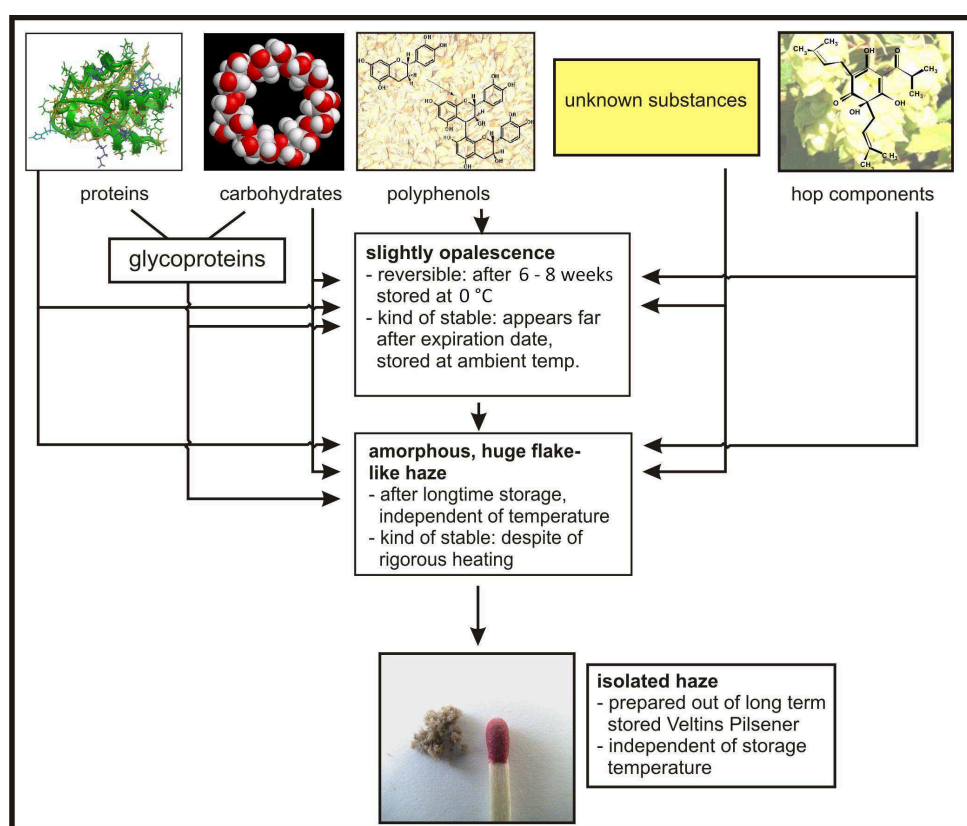 unknown substances
proteins
carbohydrates
polyphenols
hop components
glycoproteins
slightly opalescence
- reversible: after 6 - 8 weeks
stored at 0 °C
- kind of stable: appears far
after expiration date,
stored at ambient temp.
amorphous, huge flake-
like haze
- after longtime storage,
independent of temperature
- kind of stable: despite of
rigorous heating
isolated haze
- prepared out of long term
stored Veltins Pilsener
- independent of storage
temperature